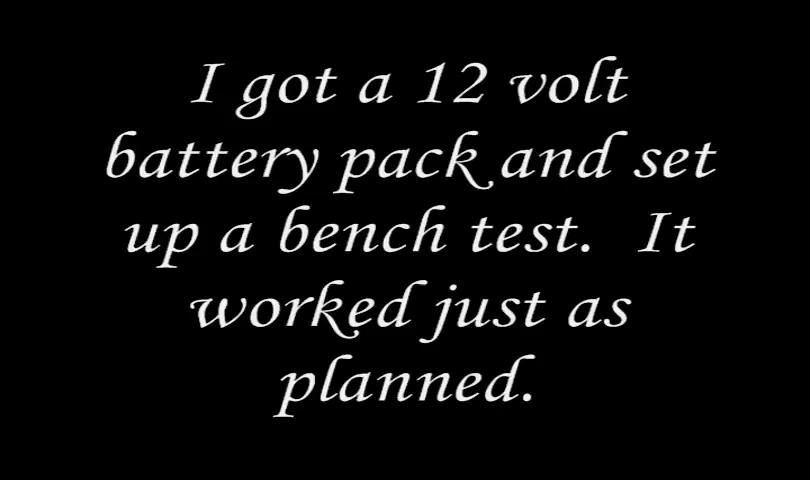 I got a 12 volt
battery pack and set
up a bench test.  It
worked just as
planned.